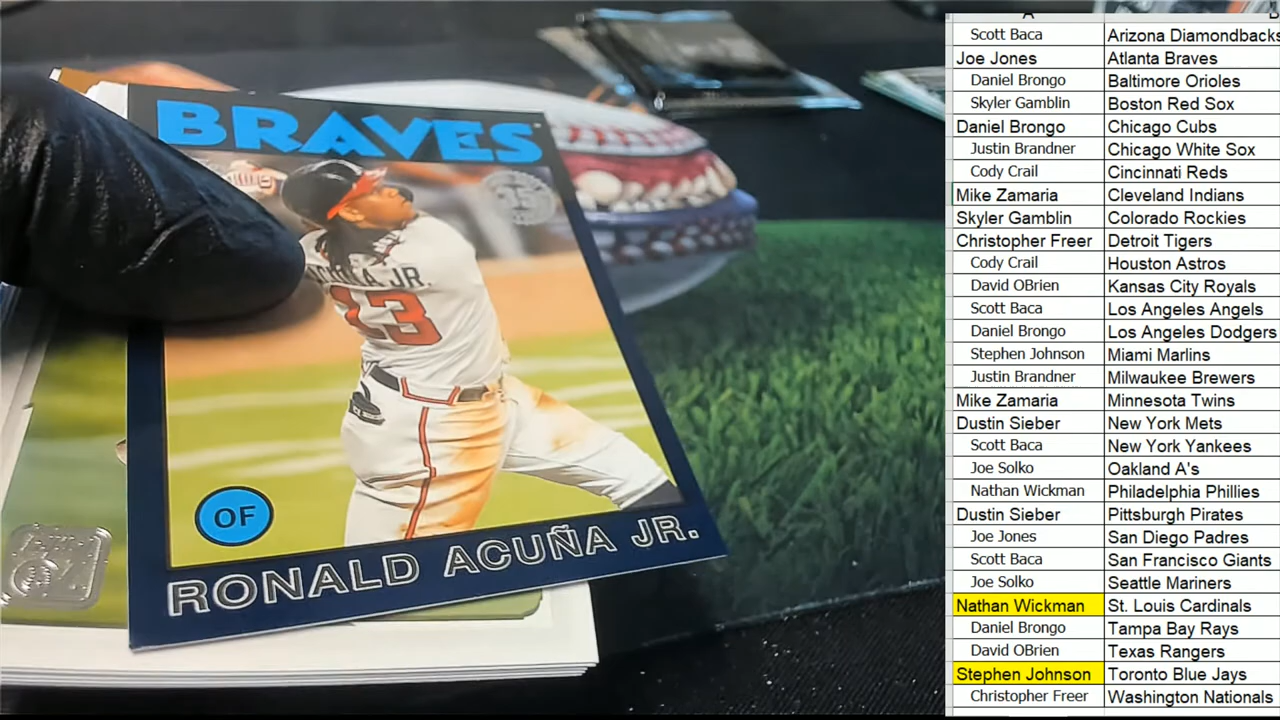 BRAVES
ACUÑA JR.
13
OF
RONALD ACUÑA JR.
Scott Baca Arizona Diamondbacks
Joe Jones Atlanta Braves
Daniel Brongo Baltimore Orioles
Skyler Gamblin Boston Red Sox
Daniel Brongo Chicago Cubs
Justin Brandner Chicago White Sox
Cody Crail Cincinnati Reds
Mike Zamaria Cleveland Indians
Skyler Gamblin Colorado Rockies
Christopher Freer Detroit Tigers
Cody Crail Houston Astros
David OBrien Kansas City Royals
Scott Baca Los Angeles Angels
Daniel Brongo Los Angeles Dodgers
Stephen Johnson Miami Marlins
Justin Brandner Milwaukee Brewers
Mike Zamaria Minnesota Twins
Dustin Sieber New York Mets
Scott Baca New York Yankees
Joe Solko Oakland A's
Nathan Wickman Philadelphia Phillies
Dustin Sieber Pittsburgh Pirates
Joe Jones San Diego Padres
Scott Baca San Francisco Giants
Joe Solko Seattle Mariners
Nathan Wickman St. Louis Cardinals
Daniel Brongo Tampa Bay Rays
David OBrien Texas Rangers
Stephen Johnson Toronto Blue Jays
Christopher Freer Washington Nationals